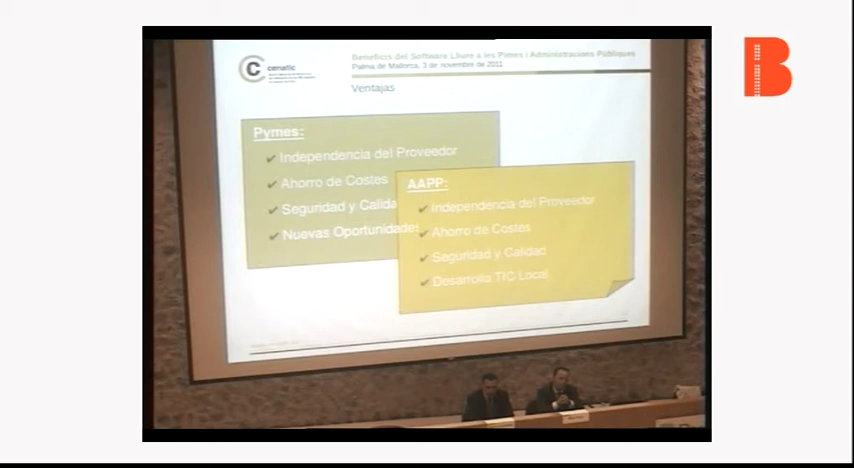 cenatic
Beneficis del Software Lliure a les Pimes i Administracions Públiques
Palma de Mallorca, 3 de novembre de 2011
Ventajas
Pymes:
✔ Independencia del Proveedor
✔ Ahorro de Costes
✔ Seguridad y Calida
✔ Nuevas Oportunidades
AAPP:
✔ Independencia del Proveedor
✔ Ahorro de Costes
✔ Seguridad y Calidad
✔ Desarrollo TIC Local
B